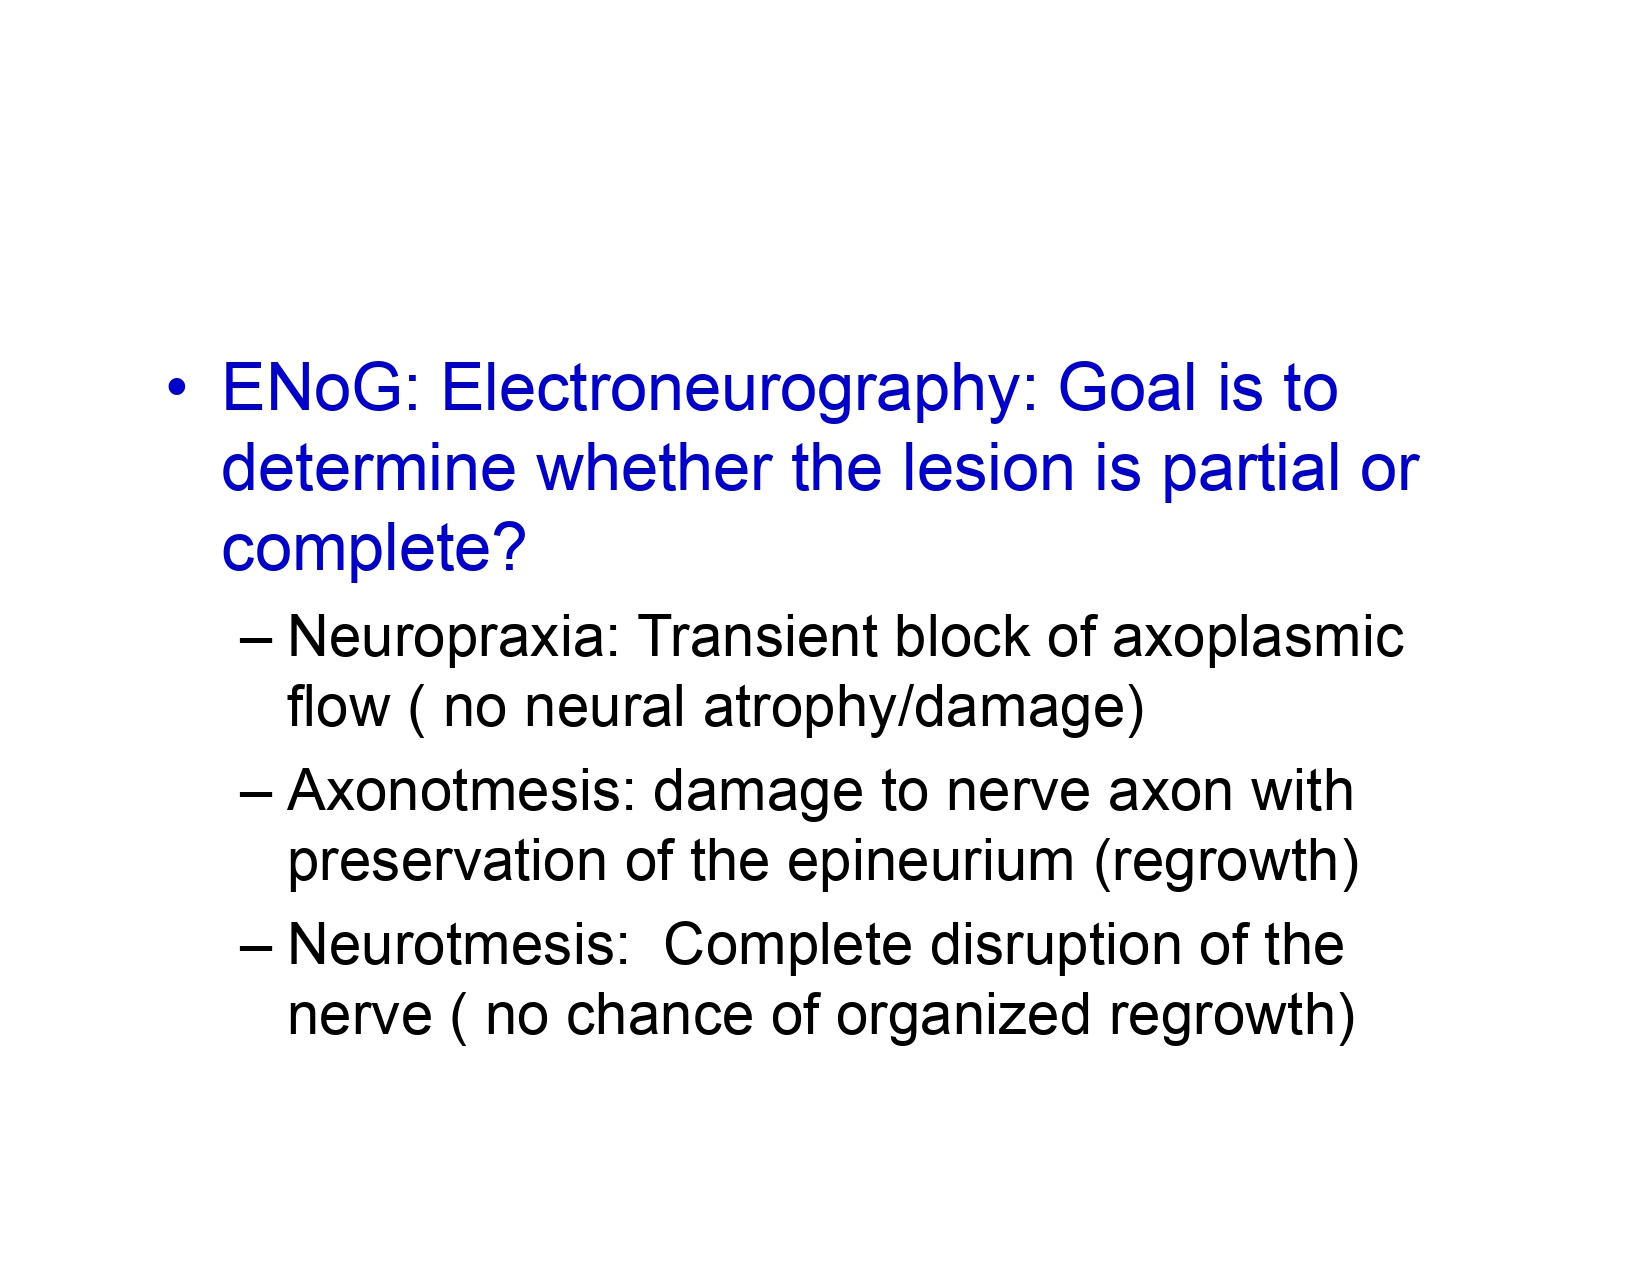 • ENoG: Electroneurography: Goal is to
determine whether the lesion is partial or
complete?
– Neuropraxia: Transient block of axoplasmic
flow ( no neural atrophy/damage)
– Axonotmesis: damage to nerve axon with
preservation of the epineurium (regrowth)
– Neurotmesis:  Complete disruption of the
nerve ( no chance of organized regrowth)